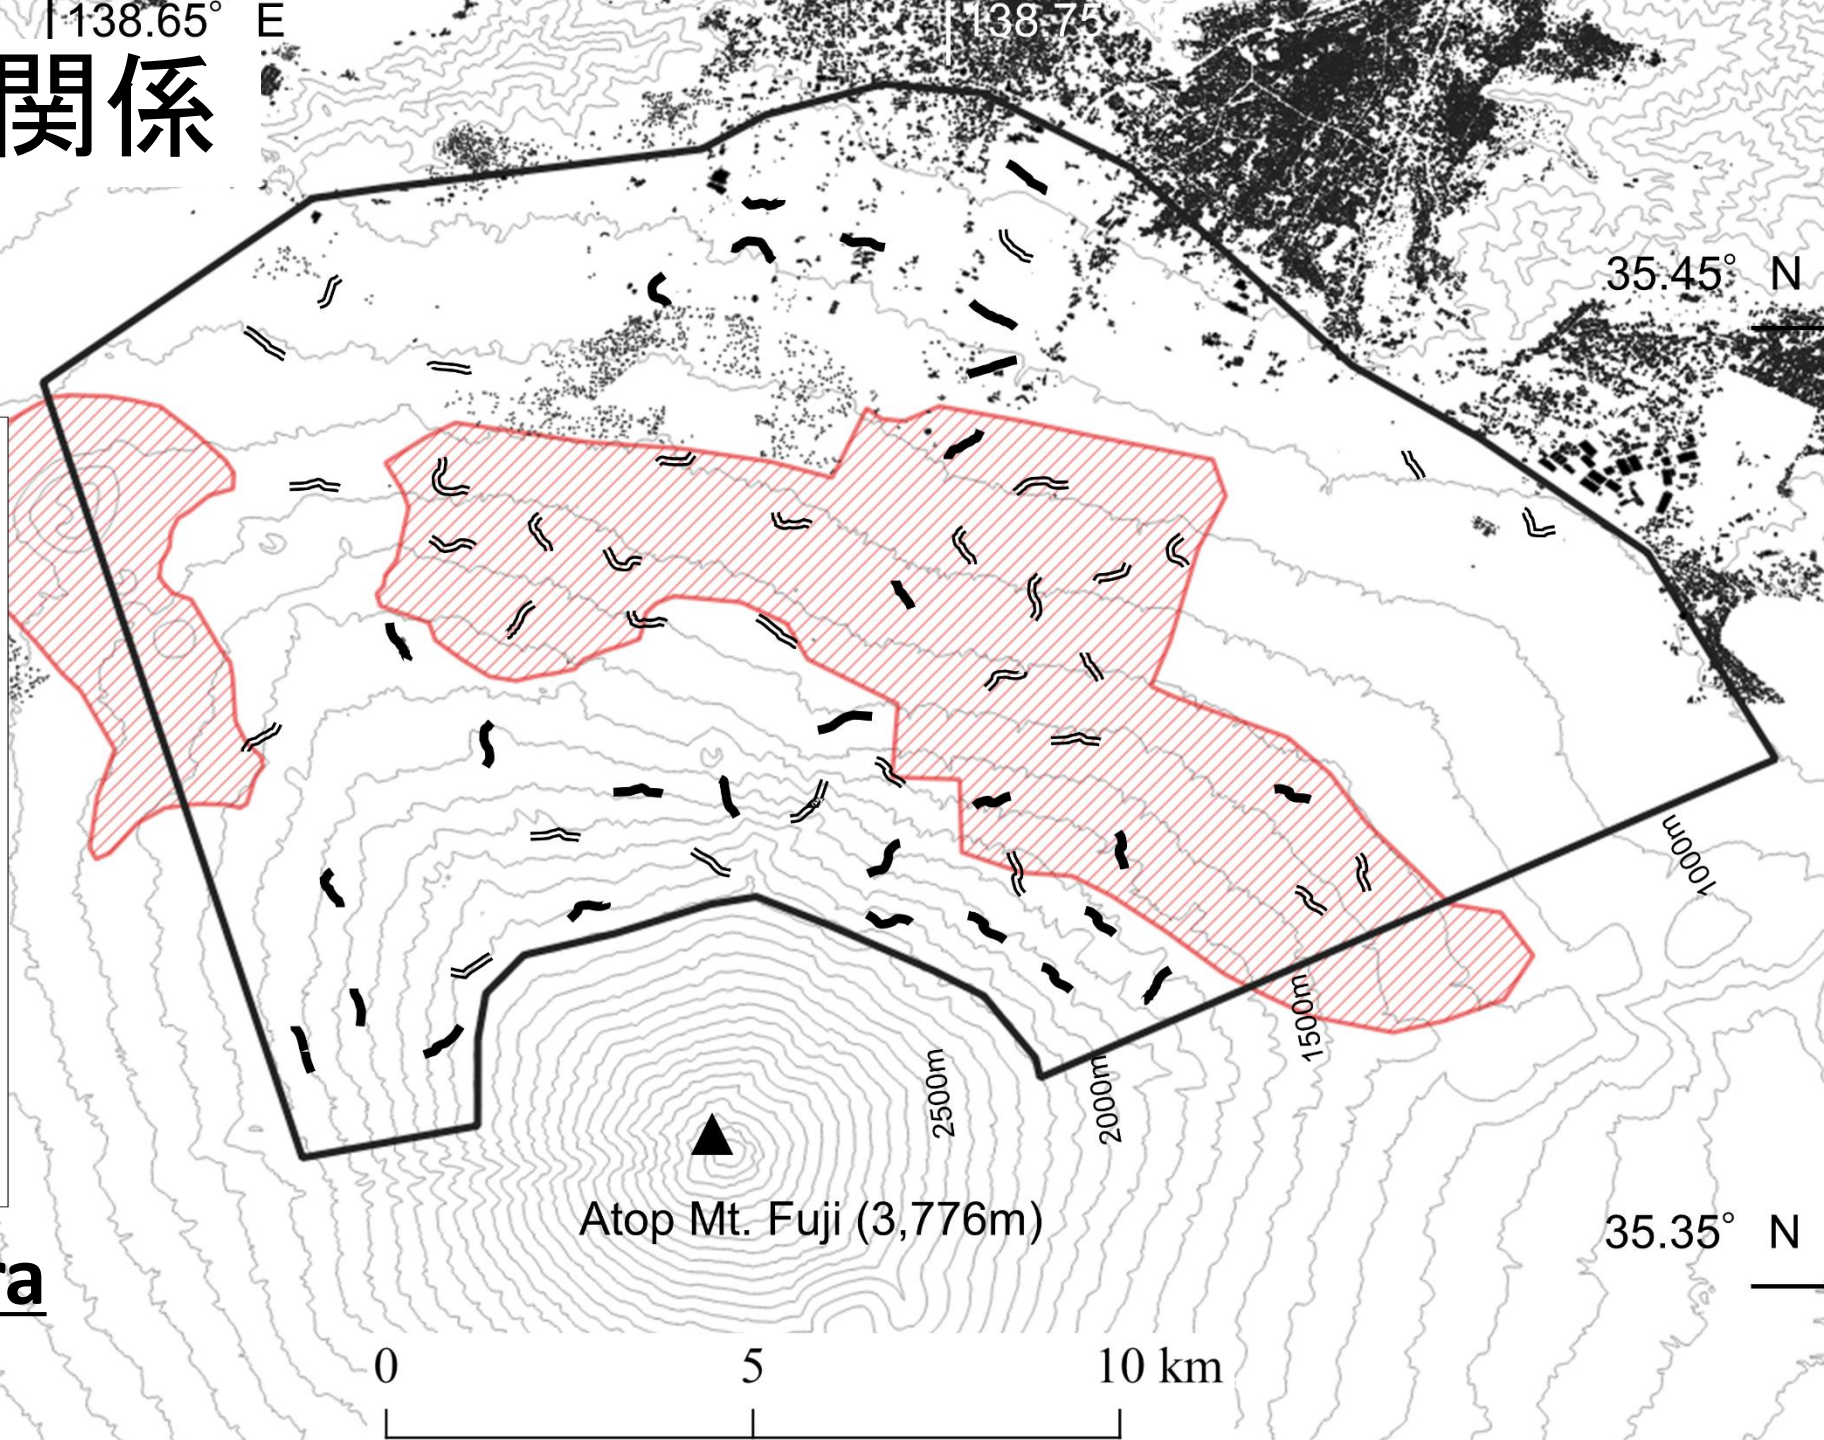 138.65° E
138.75
関係
35.45° N
1000m
1500m
2000m
2500m
Atop Mt. Fuji (3,776m)
35.35° N
ra
0 5 10 km